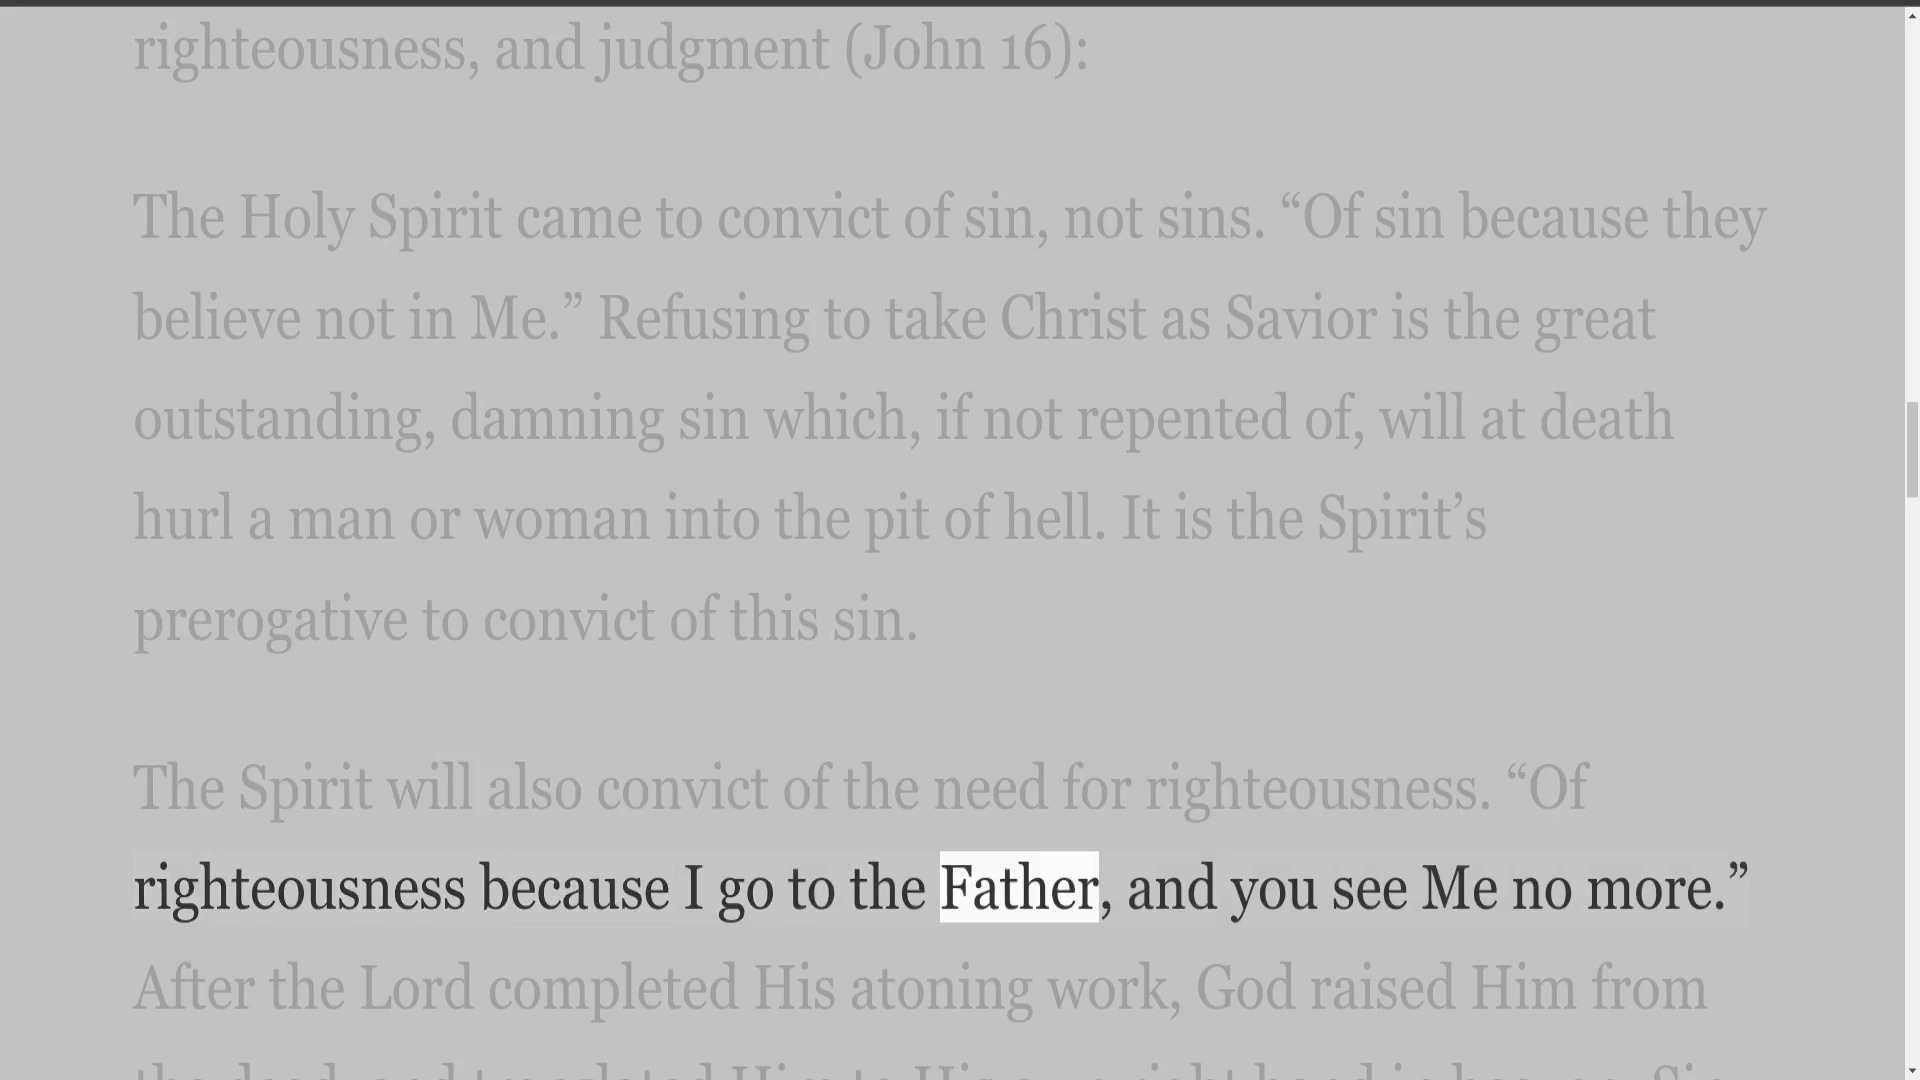 righteousness, and judgment (John 16):
The Holy Spirit came to convict of sin, not sins. “Of sin because they
believe not in Me.” Refusing to take Christ as Savior is the great
outstanding, damning sin which, if not repented of, will at death
hurl a man or woman into the pit of hell. It is the Spirit’s
prerogative to convict of this sin.
The Spirit will also convict of the need for righteousness. “Of
righteousness because I go to the Father, and you see Me no more.”
After the Lord completed His atoning work, God raised Him from